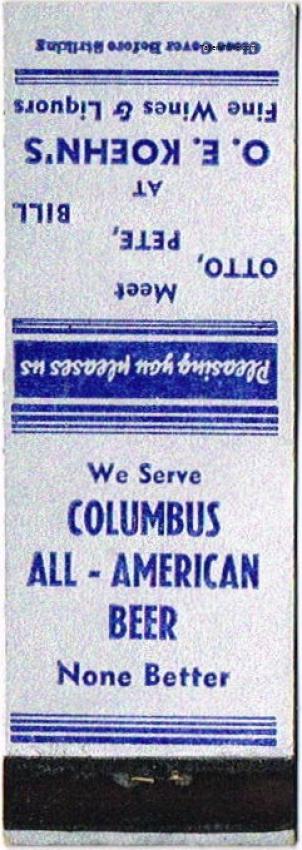 Meet
OTTO,
PETE,
BILL
AT
O. E. KOEHN'S
Fine Wines & Liquors
Cover Before Striking
Pleasing you pleases us
We Serve
COLUMBUS
ALL - AMERICAN
BEER
None Better